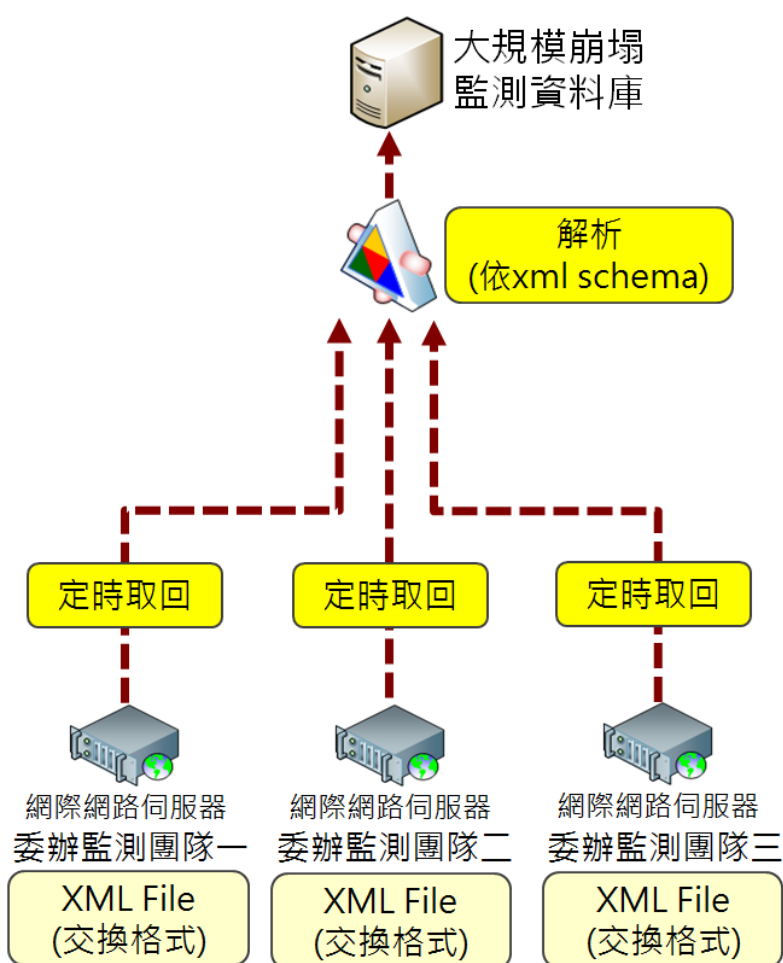 大規模崩塌
監測資料庫
解析
(依xml schema)
定時取回
定時取回
定時取回
網際網路伺服器
委辦監測團隊一
XML File
(交換格式)
網際網路伺服器
委辦監測團隊二
XML File
(交換格式)
網際網路伺服器
委辦監測團隊三
XML File
(交換格式)